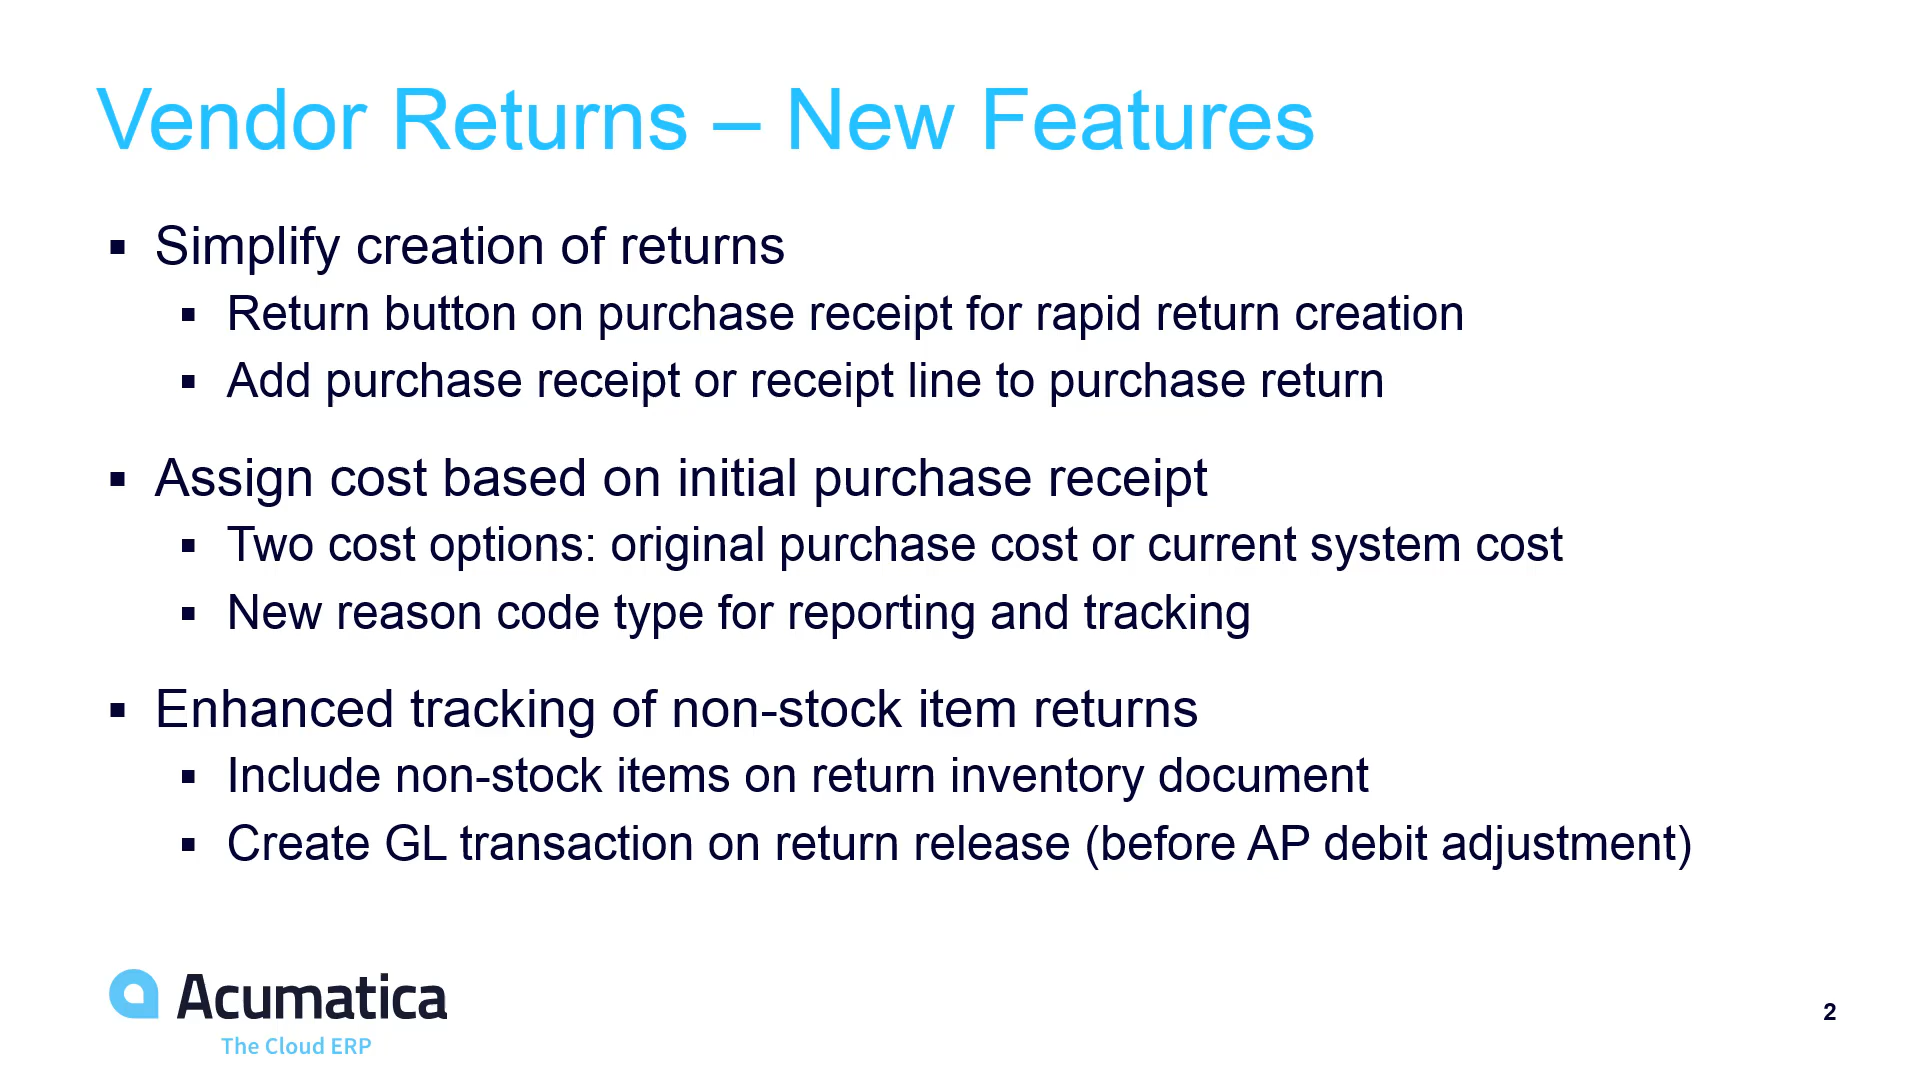 Vendor Returns – New Features
▪ Simplify creation of returns
▪ Return button on purchase receipt for rapid return creation
▪ Add purchase receipt or receipt line to purchase return
▪ Assign cost based on initial purchase receipt
▪ Two cost options: original purchase cost or current system cost
▪ New reason code type for reporting and tracking
▪ Enhanced tracking of non-stock item returns
▪ Include non-stock items on return inventory document
▪ Create GL transaction on return release (before AP debit adjustment)
Acumatica
The Cloud ERP
2